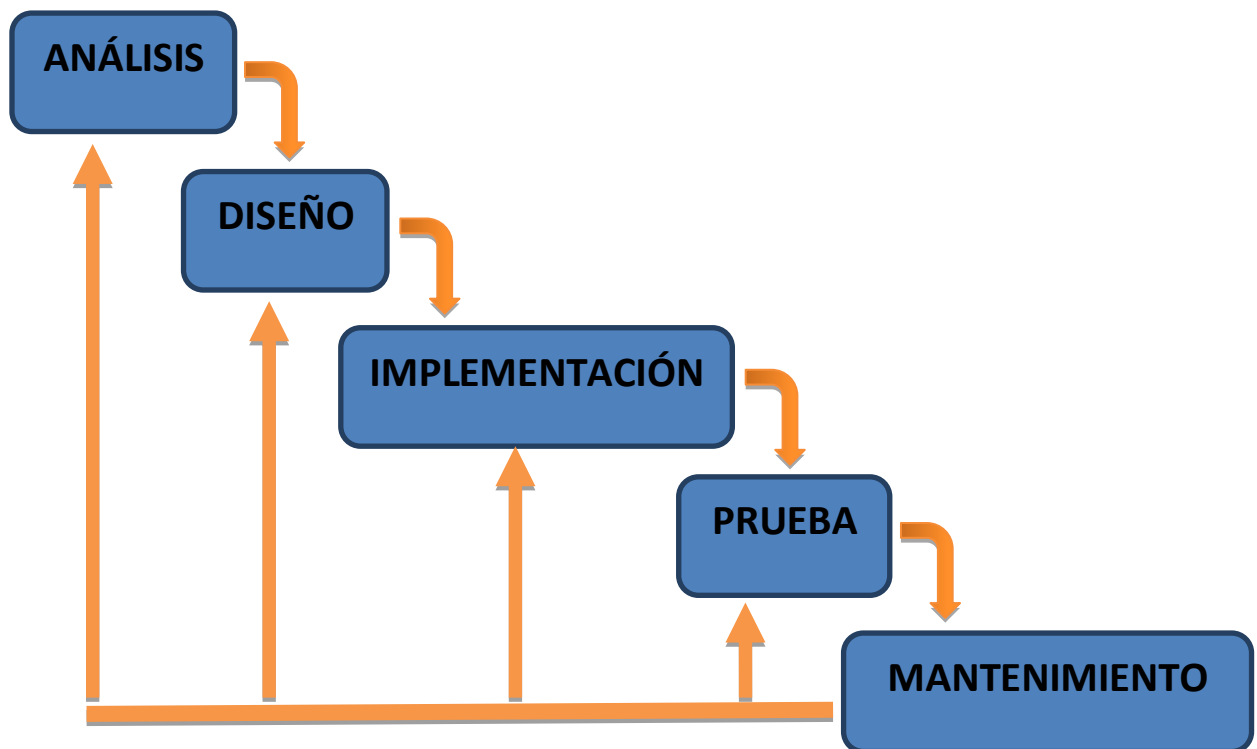 ANÁLISIS
DISEÑO
IMPLEMENTACIÓN
PRUEBA
MANTENIMIENTO